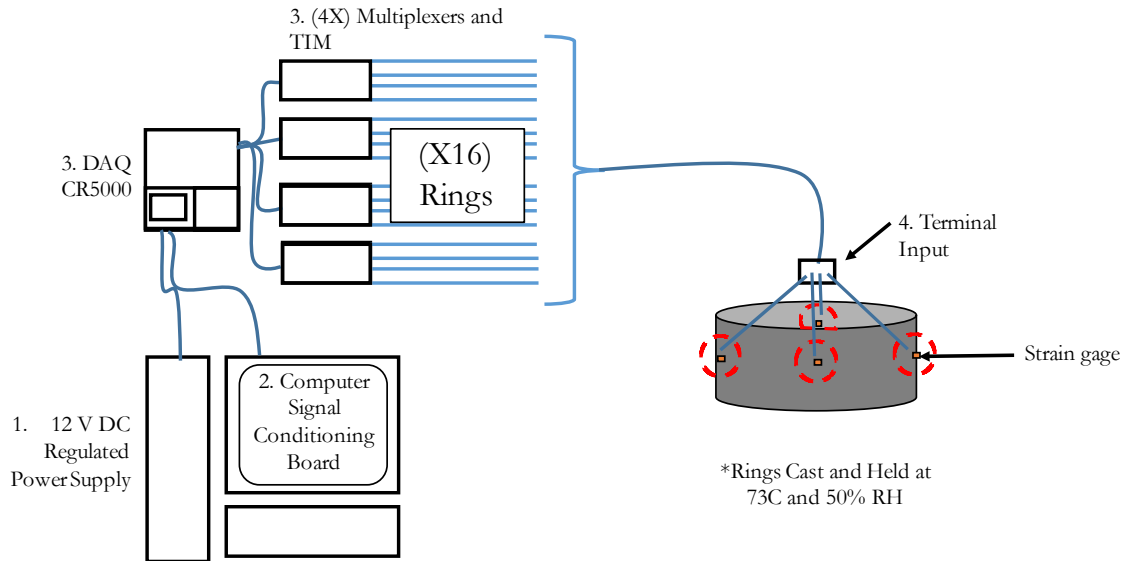 3. (4X) Multiplexers and
TIM
3. DAQ
CR5000
(X16)
Rings
4. Terminal
Input
Strain gage
1. 12 V DC
Regulated
Power Supply
2. Computer
Signal
Conditioning
Board
*Rings Cast and Held at
73C and 50% RH